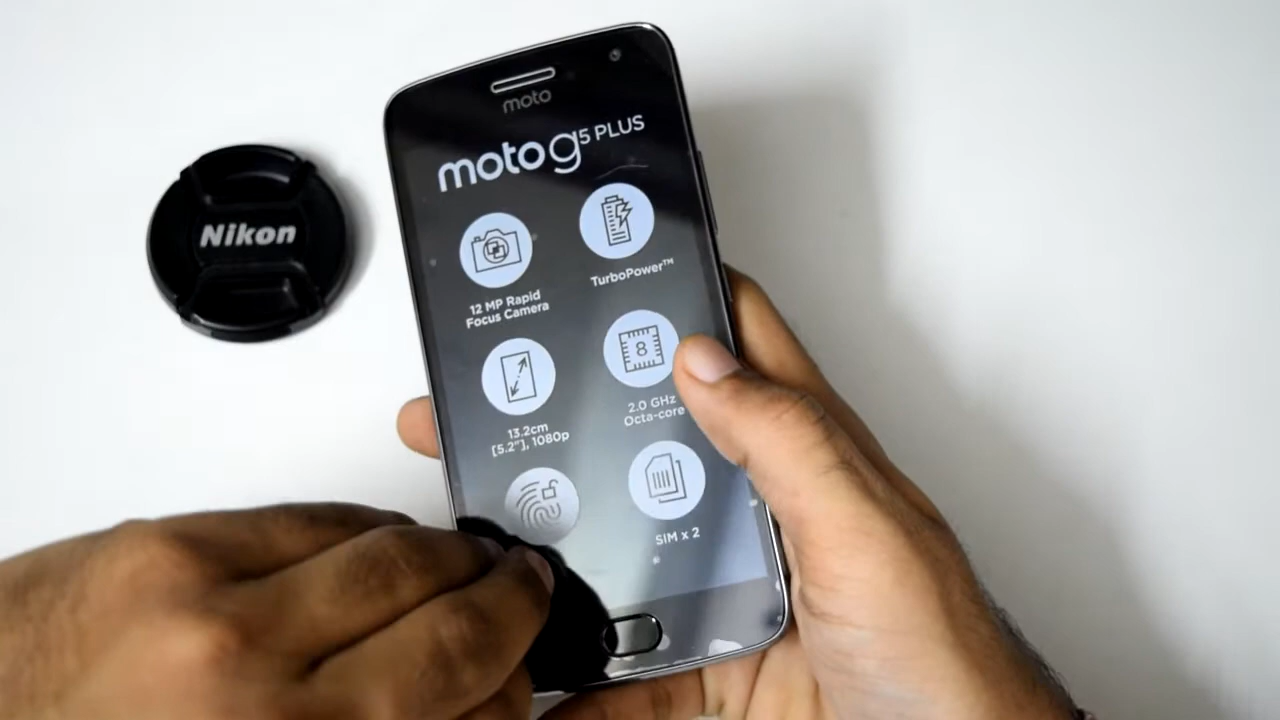 moto
moto g5 PLUS
Nikon
12 MP Rapid
Focus Camera
TurboPower™
13.2cm
[5.2"], 1080p
8
2.0 GHz
Octa-core
SIM x 2